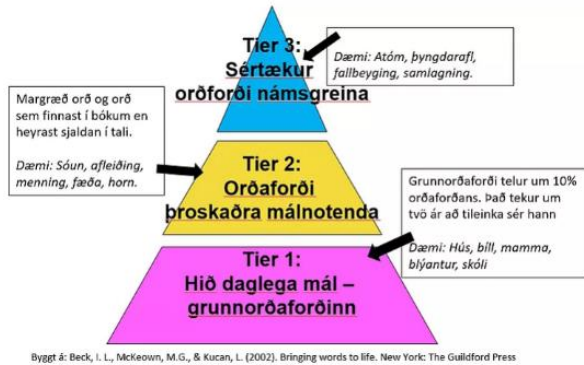 Tier 3:
Sértækur
orðforði námsgreina
Dæmi: Atóm, þyngdarafl,
fallbeyging, samlagning.
Margræð orð og orð
sem finnast í bókum en
heyrast sjaldan í tali.
Dæmi: Sóun, afleiðing,
menning, fæða, horn.
Tier 2:
Orðaforði
þroskaðra málnotenda
Grunnorðaforði telur um 10%
orðaforðans. Það tekur um
tvö ár að tileinka sér hann
Dæmi: Hús, bíll, mamma,
blýantur, skóli
Tier 1:
Hið daglega mál –
grunnorðaforðinn
Byggt á: Beck, I. L., McKeown, M.G., & Kucan, L. (2002). Bringing words to life. New York: The Guildford Press